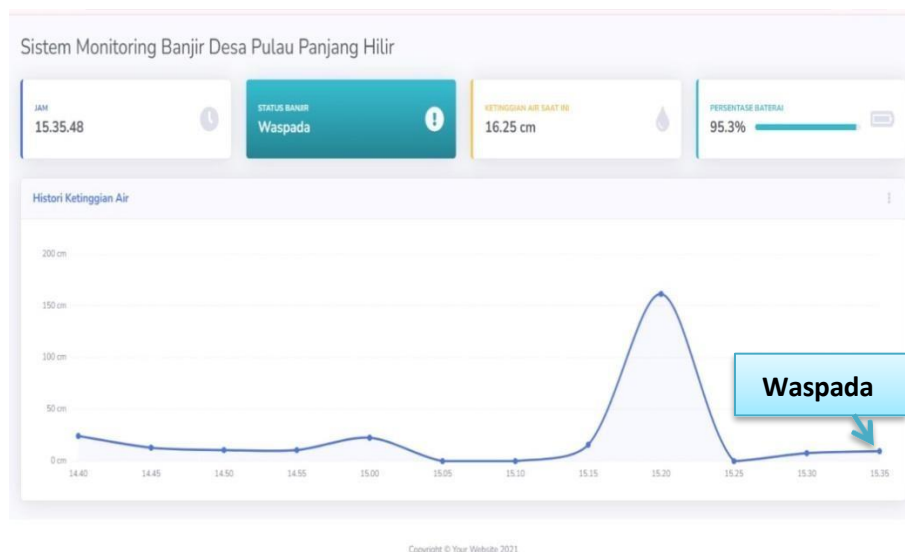 Sistem Monitoring Banjir Desa Pulau Panjang Hilir
JAM
15.35.48
STATUS BANJIR
Waspada
KETINGGIAN AIR SAAT INI
16.25 cm
PERSENTASE BATERAI
95.3%
Histori Ketinggian Air
200 cm
150 cm
100 cm
50 cm
0 cm
Waspada
14.40 14.45 14.50 14.55 15.00 15.05 15.10 15.15 15.20 15.25 15.30 15.35
Copyright © Your Website 2021